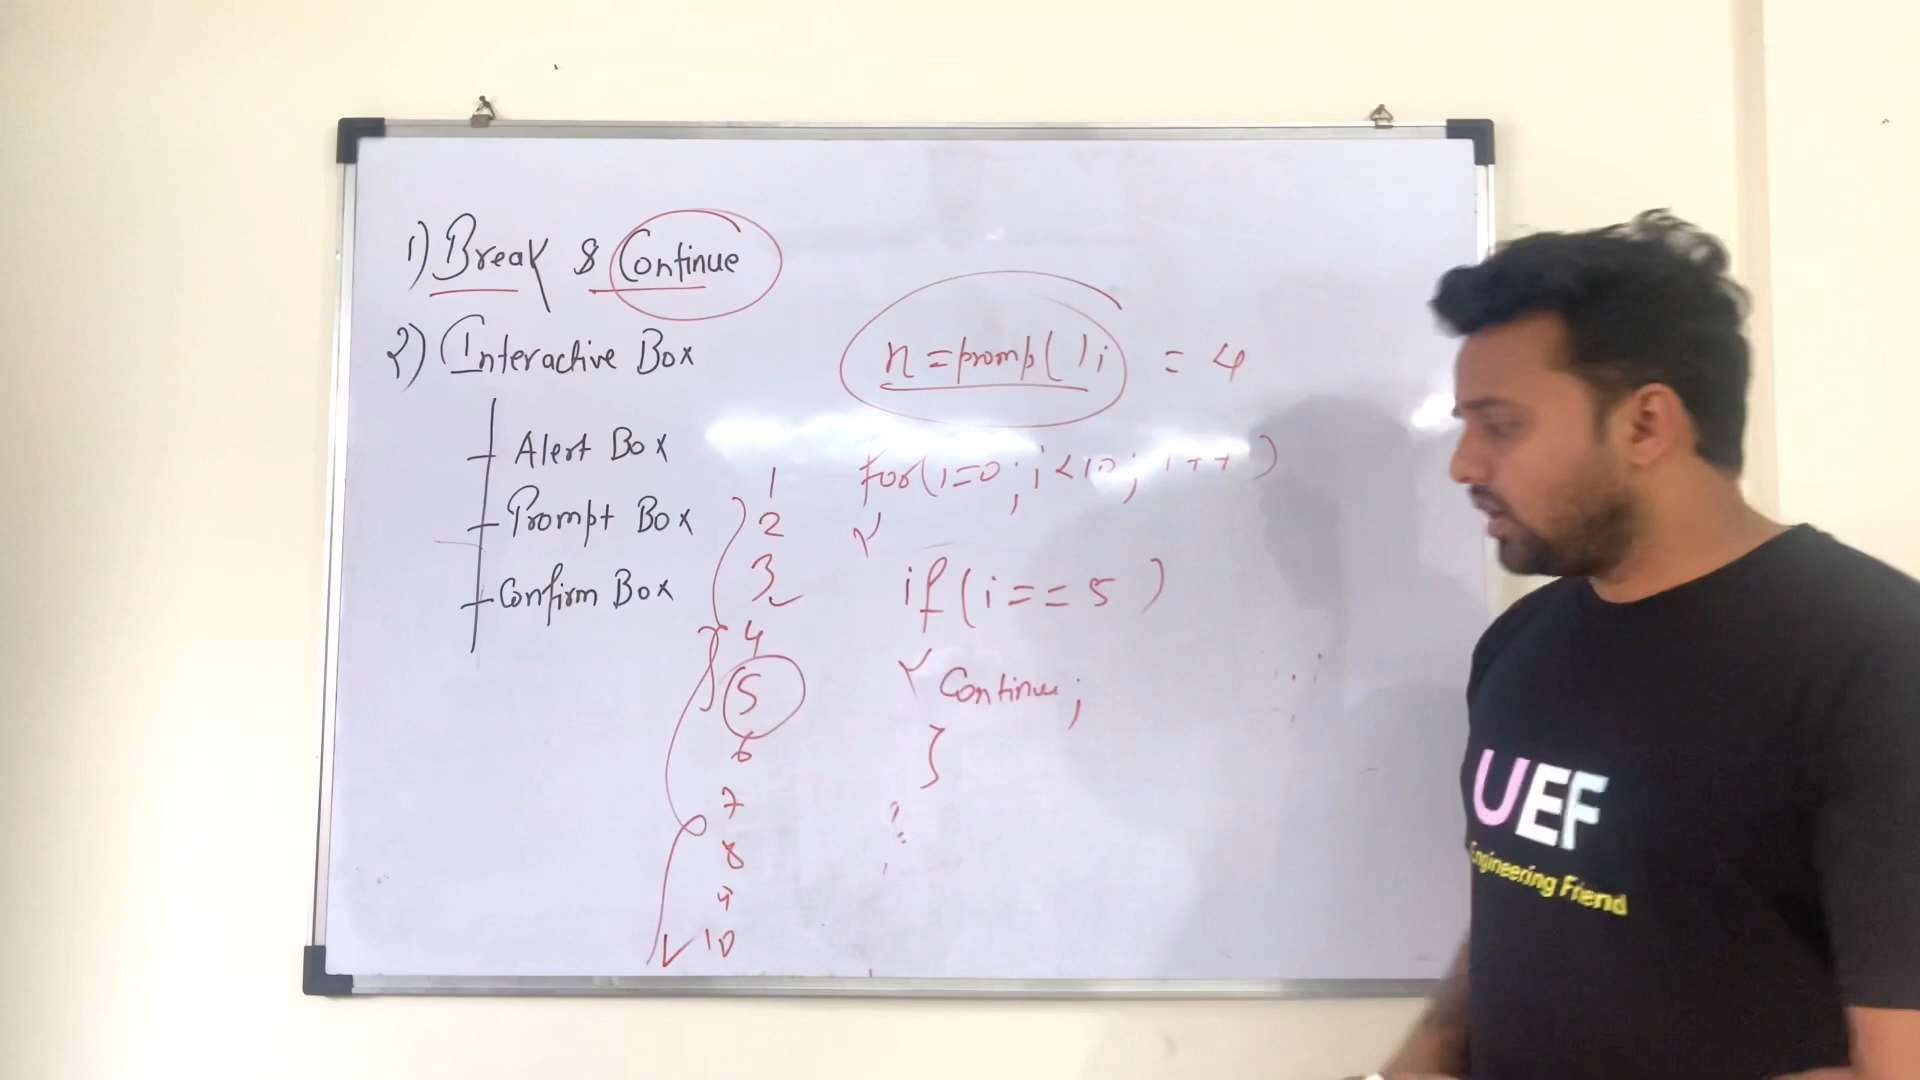 1) Break & Continue
2) Interactive Box
Alert Box
Prompt Box
Confirm Box
n = promp( ); = 4
for(i=0; i<10; i++)
{
if(i==5)
{ Continue;
}
1
2
3
4
5
6
7
8
9
10
UEF
Engineering Friend